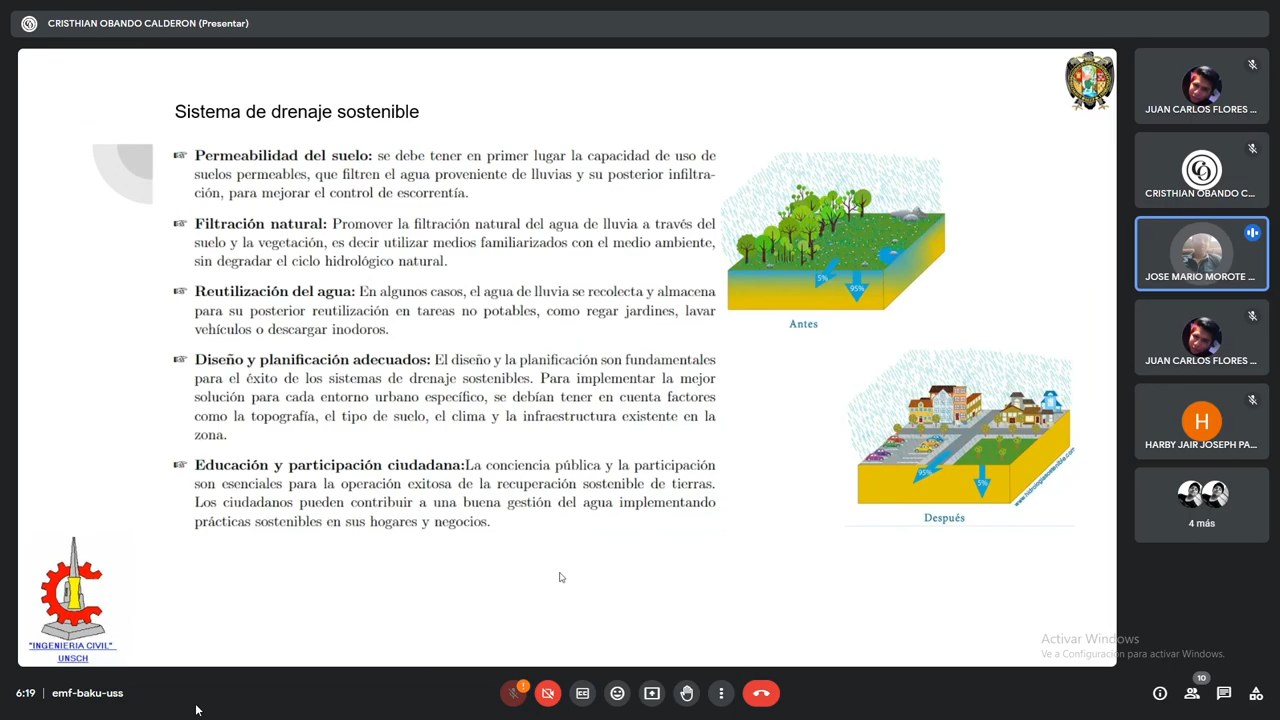 CRISTHIAN OBANDO CALDERON (Presentar)
Sistema de drenaje sostenible
☞ Permeabilidad del suelo: se debe tener en primer lugar la capacidad de uso de
suelos permeables, que filtren el agua proveniente de lluvias y su posterior infiltra-
ción, para mejorar el control de escorrentía.
☞ Filtración natural: Promover la filtración natural del agua de lluvia a través del
suelo y la vegetación, es decir utilizar medios familiarizados con el medio ambiente,
sin degradar el ciclo hidrológico natural.
☞ Reutilización del agua: En algunos casos, el agua de lluvia se recolecta y almacena
para su posterior reutilización en tareas no potables, como regar jardines, lavar
vehículos o descargar inodoros.
☞ Diseño y planificación adecuados: El diseño y la planificación son fundamentales
para el éxito de los sistemas de drenaje sostenibles. Para implementar la mejor
solución para cada entorno urbano específico, se debían tener en cuenta factores
como la topografía, el tipo de suelo, el clima y la infraestructura existente en la
zona.
☞ Educación y participación ciudadana:La conciencia pública y la participación
son esenciales para la operación exitosa de la recuperación sostenible de tierras.
Los ciudadanos pueden contribuir a una buena gestión del agua implementando
prácticas sostenibles en sus hogares y negocios.
5%
95%
Antes
95%
5%
www.hidrologiasostenible.com
Después
"INGENIERIA CIVIL"
UNSCH
JUAN CARLOS FLORES ...
CRISTHIAN OBANDO C...
JOSE MARIO MOROTE ...
JUAN CARLOS FLORES ...
H
HARBY JAIR JOSEPH PA...
4 más
Activar Windows
Ve a Configuración para activar Windows.
6:19 | emf-baku-uss
10